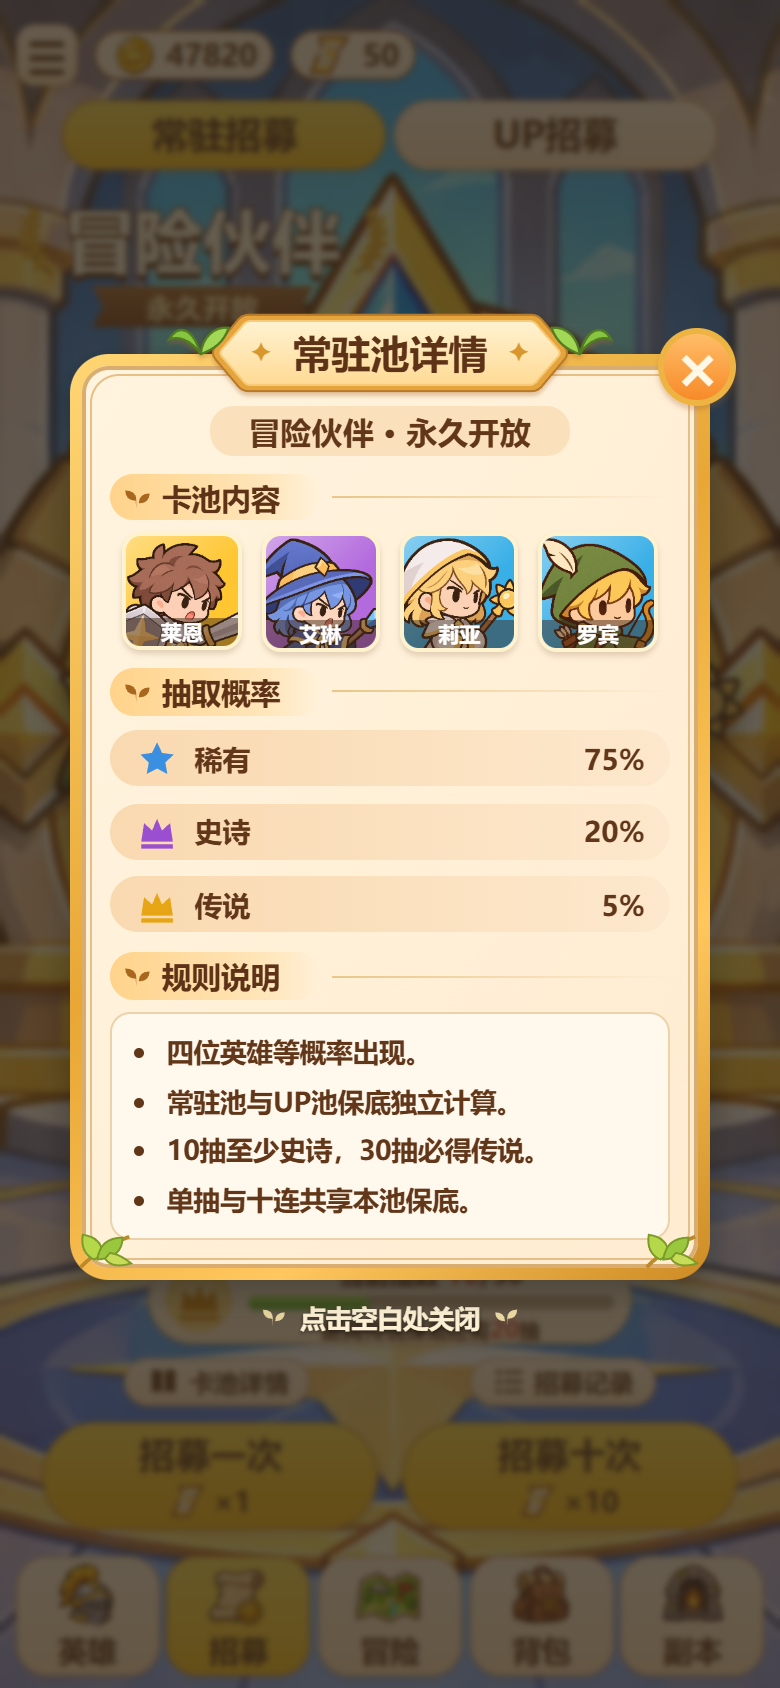 47820
50
常驻招募
UP招募
冒险伙伴
永久开放
常驻池详情
冒险伙伴·永久开放
卡池内容
莱恩
艾琳
莉亚
罗宾
抽取概率
稀有
75%
史诗
20%
传说
5%
规则说明
四位英雄等概率出现。
常驻池与UP池保底独立计算。
10抽至少史诗，30抽必得传说。
单抽与十连共享本池保底。
点击空白处关闭
卡池详情
招募记录
招募一次
×1
招募十次
×10
英雄
招募
冒险
背包
副本